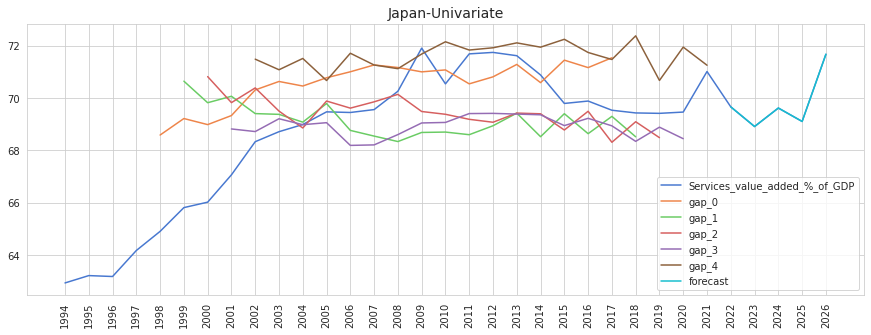 Japan-Univariate
72
70
68
66
64
Services_value_added_%_of_GDP
gap_0
gap_1
gap_2
gap_3
gap_4
forecast
1994 1995 1996 1997 1998 1999 2000 2001 2002 2003 2004 2005 2006 2007 2008 2009 2010 2011 2012 2013 2014 2015 2016 2017 2018 2019 2020 2021 2022 2023 2024 2025 2026